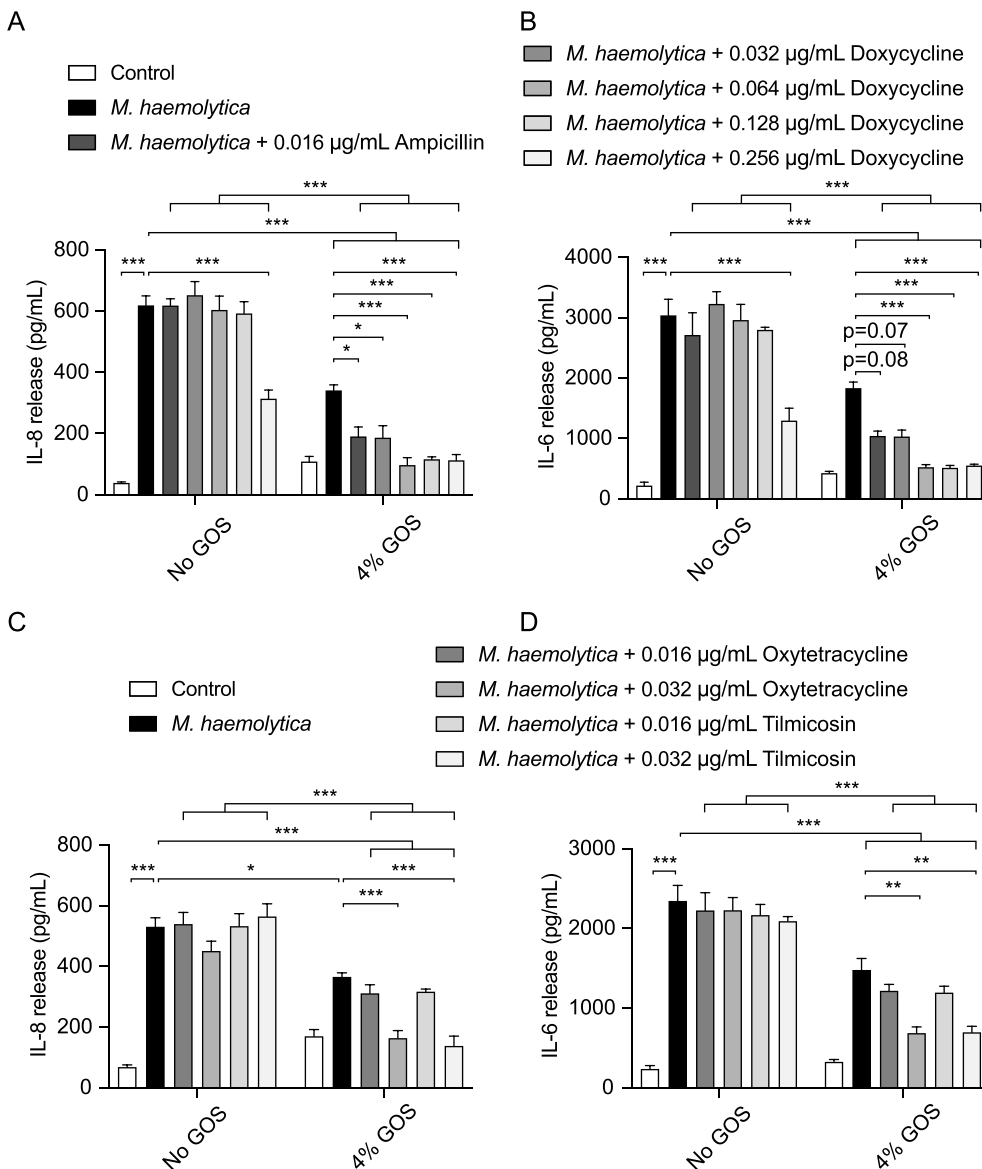 A
Control
M. haemolytica
M. haemolytica + 0.016 µg/mL Ampicillin
***
***
***
***
***
***
***
*
*
800
600
400
200
0
IL-8 release (pg/mL)
No GOS
4% GOS
B
M. haemolytica + 0.032 µg/mL Doxycycline
M. haemolytica + 0.064 µg/mL Doxycycline
M. haemolytica + 0.128 µg/mL Doxycycline
M. haemolytica + 0.256 µg/mL Doxycycline
***
***
***
***
***
***
***
p=0.07
p=0.08
4000
3000
2000
1000
0
IL-6 release (pg/mL)
No GOS
4% GOS
C
Control
M. haemolytica
***
***
***
*
***
***
800
600
400
200
0
IL-8 release (pg/mL)
No GOS
4% GOS
D
M. haemolytica + 0.016 µg/mL Oxytetracycline
M. haemolytica + 0.032 µg/mL Oxytetracycline
M. haemolytica + 0.016 µg/mL Tilmicosin
M. haemolytica + 0.032 µg/mL Tilmicosin
***
***
***
**
**
3000
2000
1000
0
IL-6 release (pg/mL)
No GOS
4% GOS